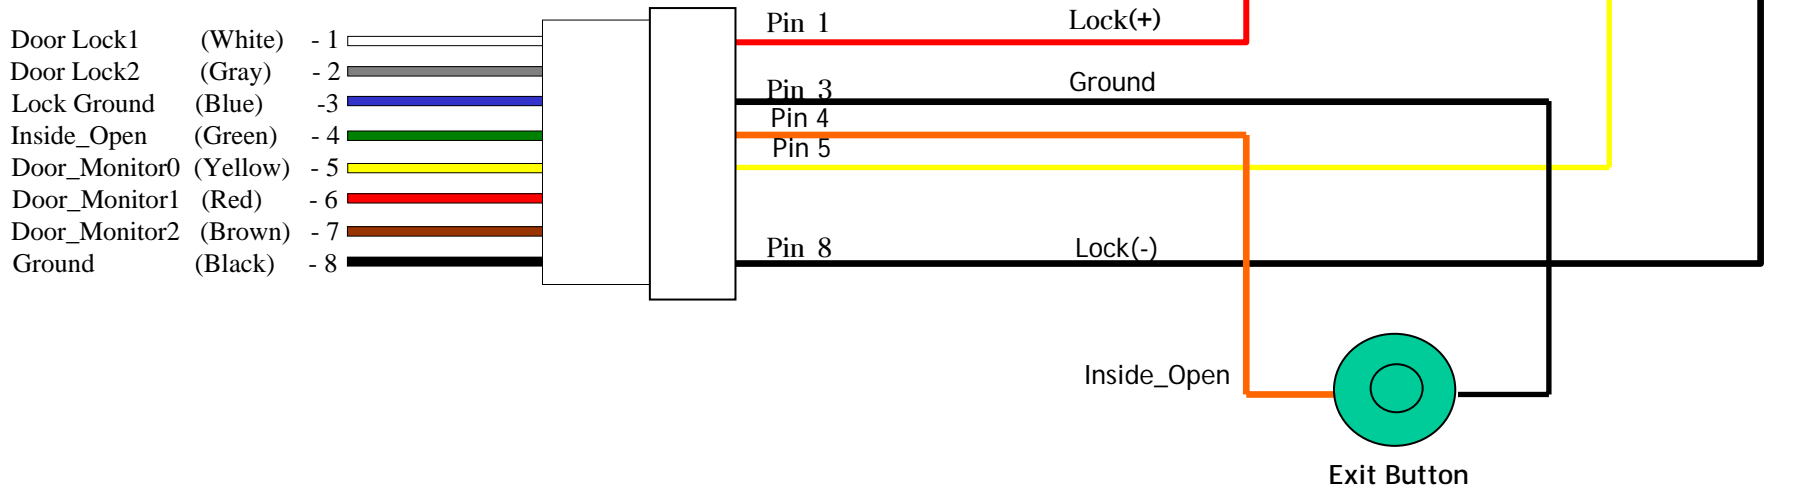 Door Lock1 (White) - 1
Door Lock2 (Gray) - 2
Lock Ground (Blue) -3
Inside_Open (Green) - 4
Door_Monitor0 (Yellow) - 5
Door_Monitor1 (Red) - 6
Door_Monitor2 (Brown) - 7
Ground (Black) - 8
Pin 1 Lock(+)
Pin 3 Ground
Pin 4
Pin 5
Pin 8 Lock(-)
Inside_Open
Exit Button